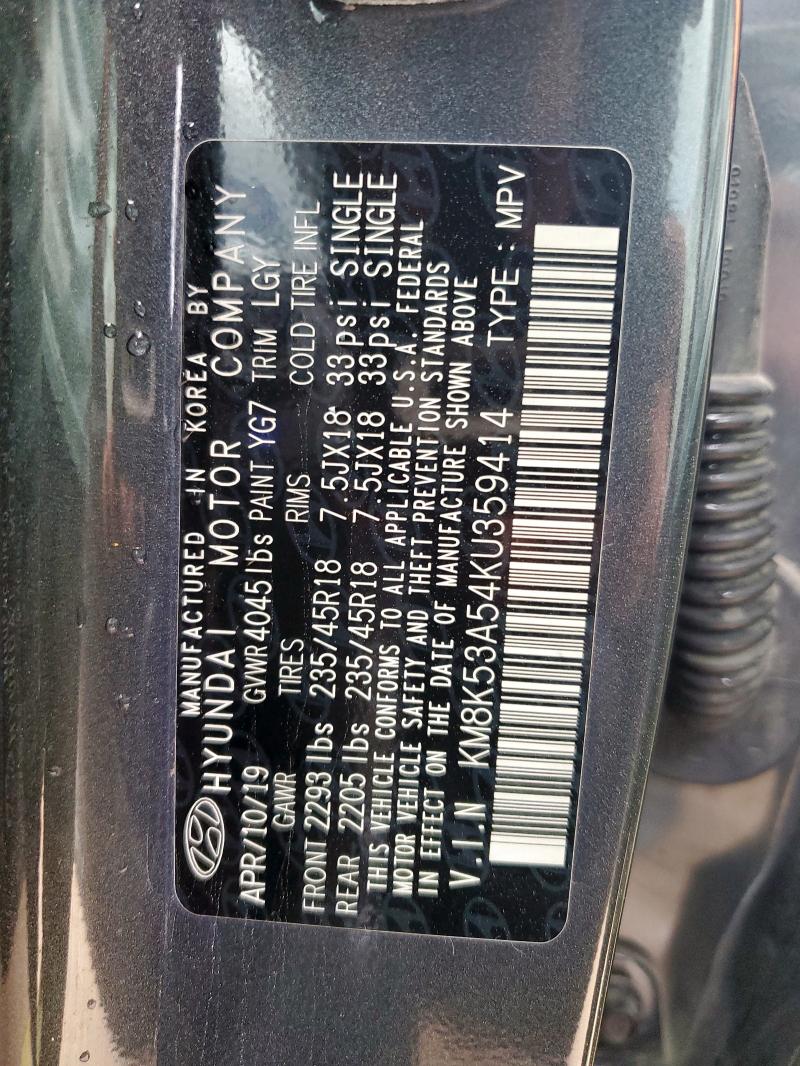 MANUFACTURED IN KOREA BY
HYUNDAI MOTOR COMPANY
APR/10/19 GVWR 4045 lbs PAINT YG7 TRIM LGY
GAWR TIRES RIMS COLD TIRE INFL
FRONT 2293 lbs 235/45R18 7.5JX18 33 psi SINGLE
REAR 2205 lbs 235/45R18 7.5JX18 33 psi SINGLE
THIS VEHICLE CONFORMS TO ALL APPLICABLE U.S.A. FEDERAL
MOTOR VEHICLE SAFETY AND THEFT PREVENTION STANDARDS
IN EFFECT ON THE DATE OF MANUFACTURE SHOWN ABOVE
V.I.N KM8K53A54KU359414 TYPE : MPV